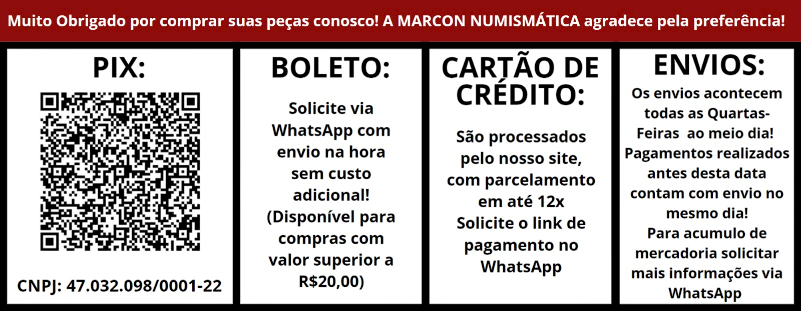 Muito Obrigado por comprar suas peças conosco! A MARCON NUMISMÁTICA agradece pela preferência!
PIX:
CNPJ: 47.032.098/0001-22
BOLETO:
Solicite via
WhatsApp com
envio na hora
sem custo
adicional!
(Disponível para
compras com
valor superior a
R$20,00)
CARTÃO DE
CRÉDITO:
São processados
pelo nosso site,
com parcelamento
em até 12x
Solicite o link de
pagamento no
WhatsApp
ENVIOS:
Os envios acontecem
todas as Quartas-
Feiras ao meio dia!
Pagamentos realizados
antes desta data
contam com envio no
mesmo dia!
Para acumulo de
mercadoria solicitar
mais informações via
WhatsApp